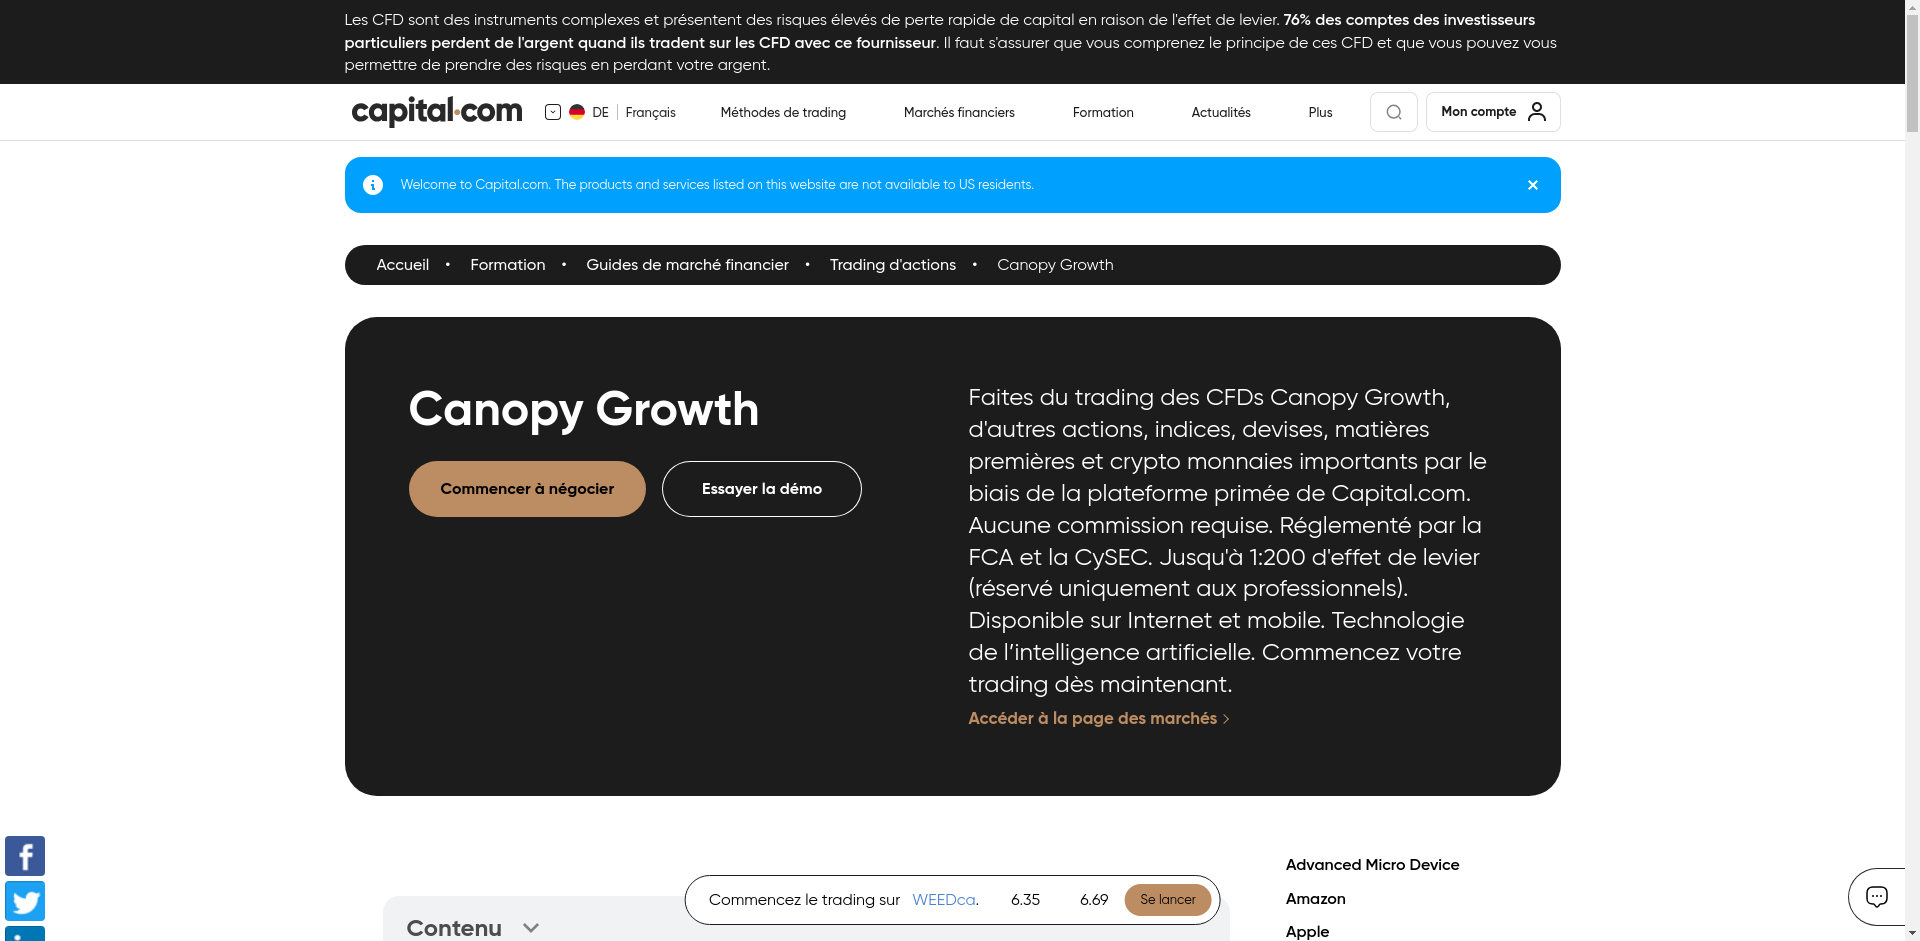 Les CFD sont des instruments complexes et présentent des risques élevés de perte rapide de capital en raison de l'effet de levier. 76% des comptes des investisseurs
particuliers perdent de l'argent quand ils tradent sur les CFD avec ce fournisseur. Il faut s'assurer que vous comprenez le principe de ces CFD et que vous pouvez vous
permettre de prendre des risques en perdant votre argent.
capital.com DE Français Méthodes de trading Marchés financiers Formation Actualités Plus Mon compte
Welcome to Capital.com. The products and services listed on this website are not available to US residents.
Accueil • Formation • Guides de marché financier • Trading d'actions • Canopy Growth
Canopy Growth
Commencer à négocier Essayer la démo
Faites du trading des CFDs Canopy Growth,
d'autres actions, indices, devises, matières
premières et crypto monnaies importants par le
biais de la plateforme primée de Capital.com.
Aucune commission requise. Réglementé par la
FCA et la CySEC. Jusqu'à 1:200 d'effet de levier
(réservé uniquement aux professionnels).
Disponible sur Internet et mobile. Technologie
de l’intelligence artificielle. Commencez votre
trading dès maintenant.
Accéder à la page des marchés
Contenu
Commencez le trading sur WEEDca. 6.35 6.69 Se lancer
Advanced Micro Device
Amazon
Apple